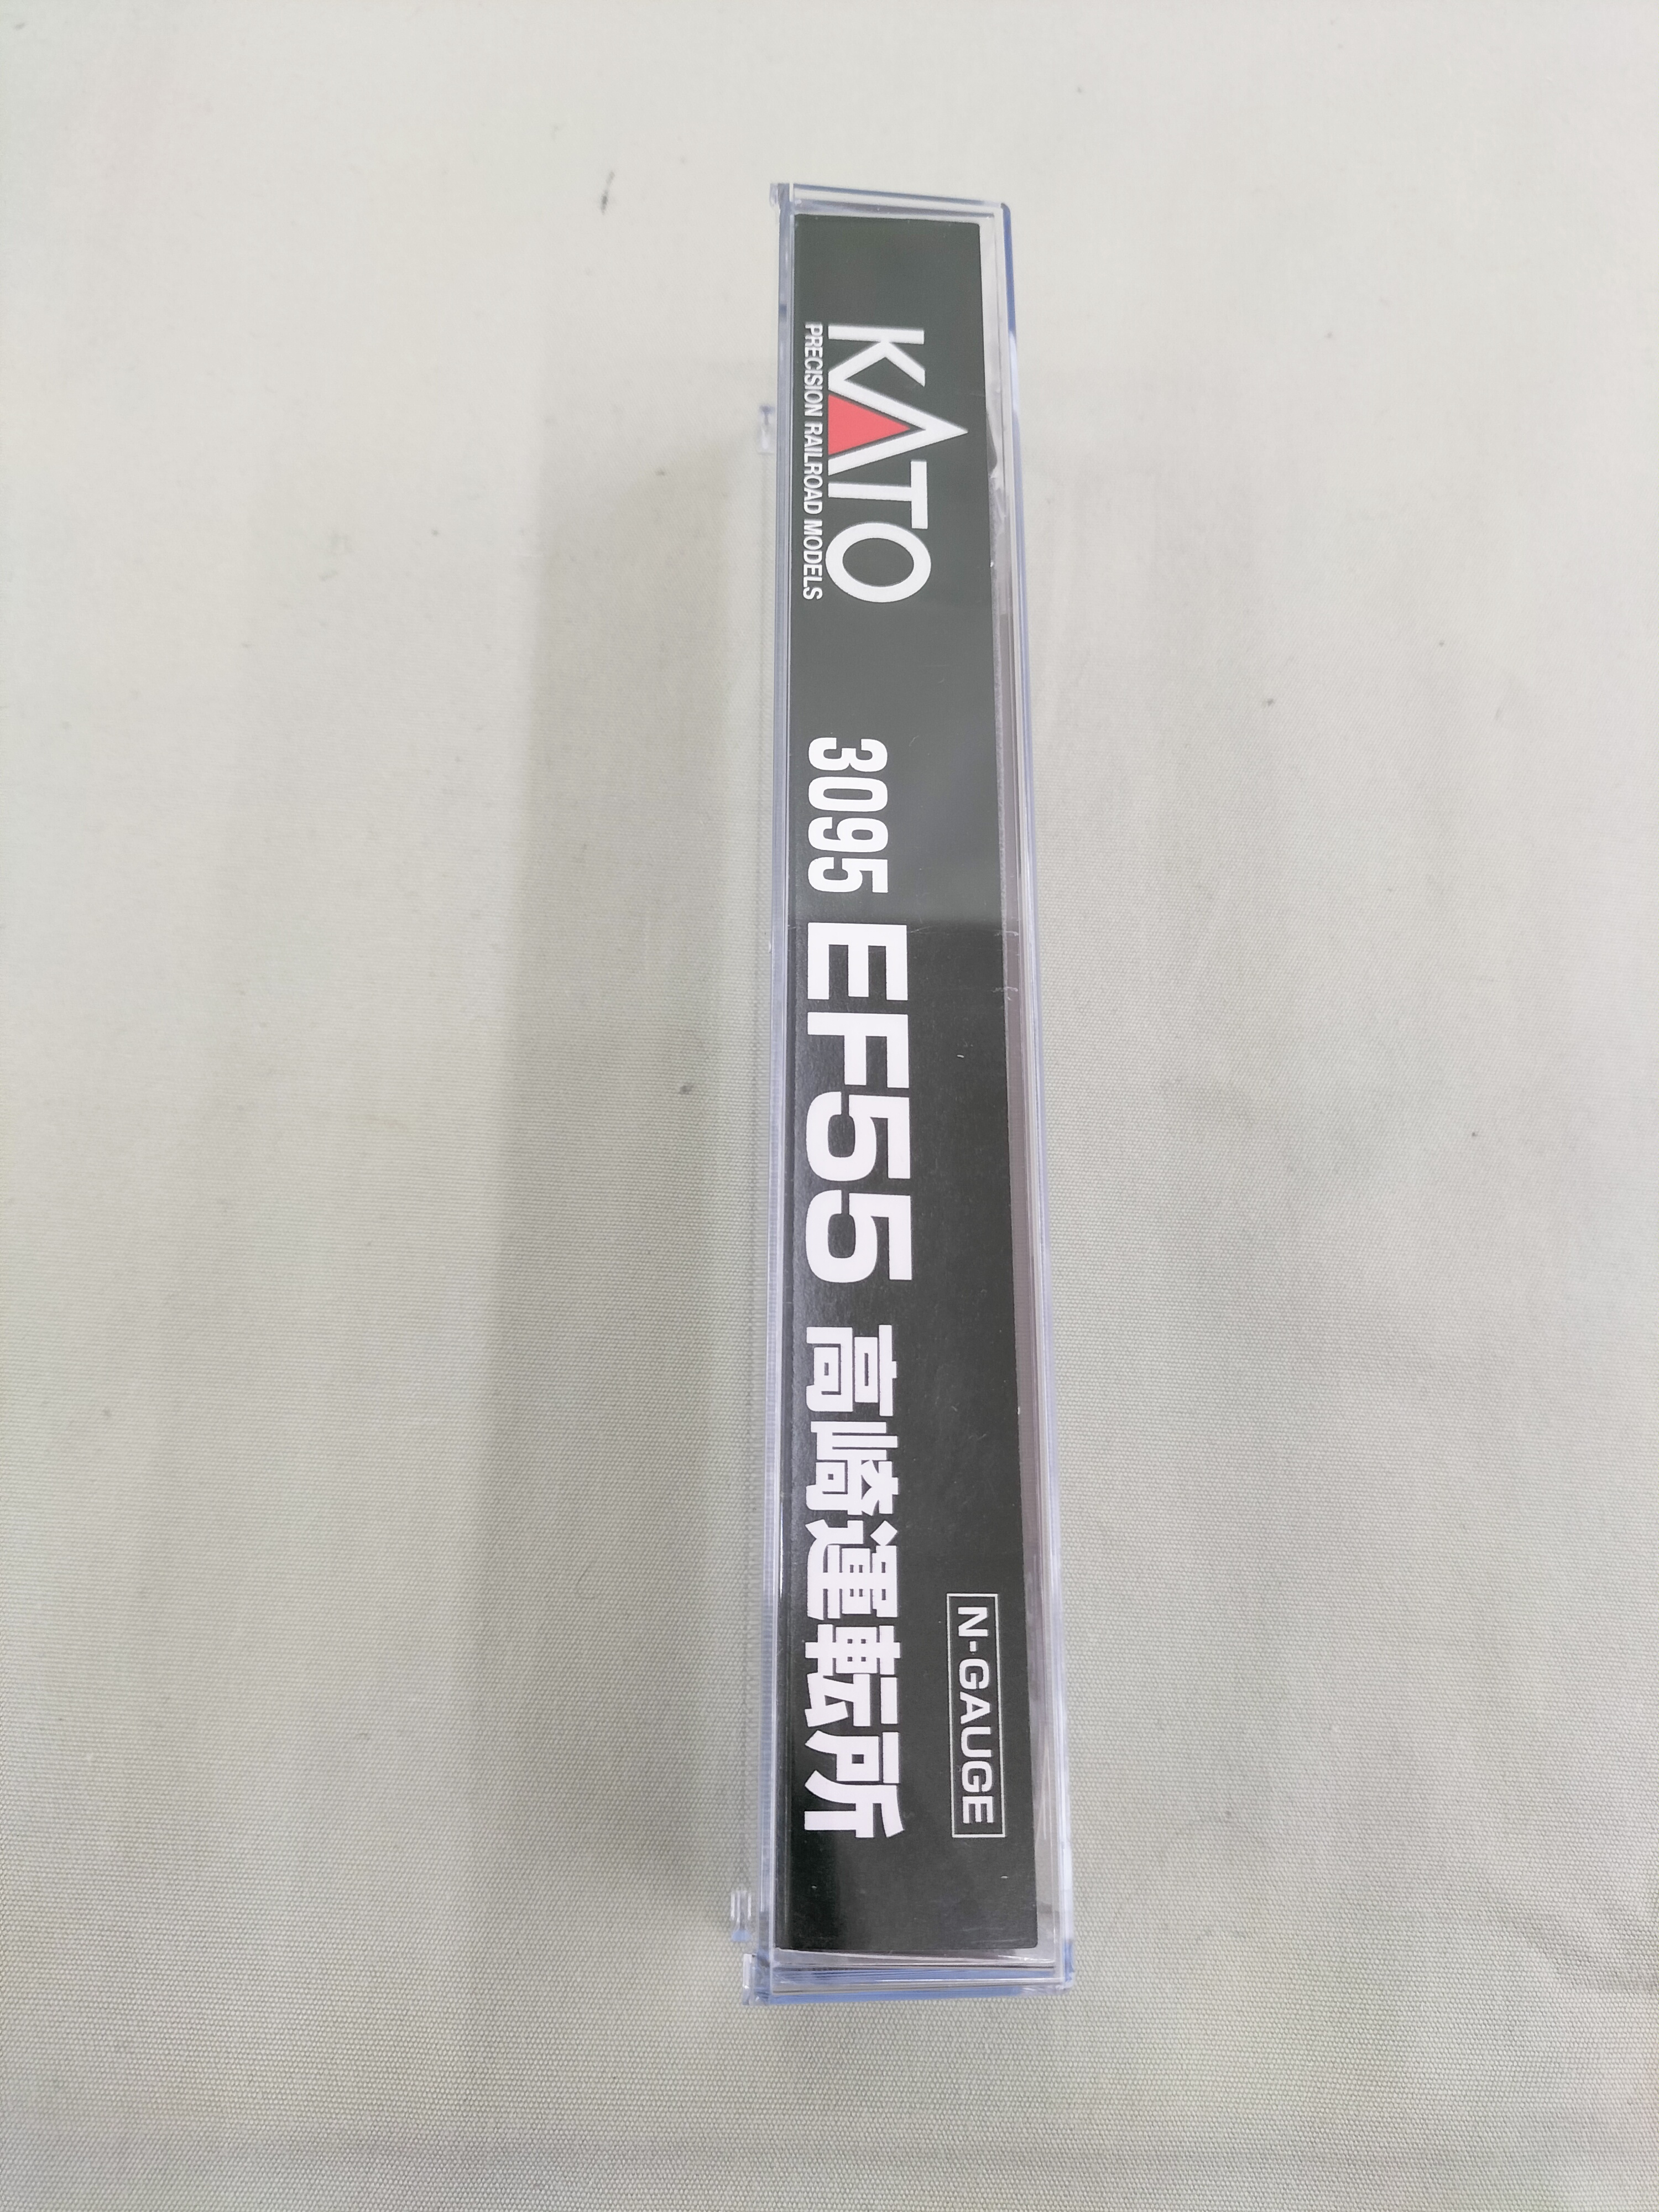 KATO
PRECISION RAILROAD MODELS
N-GAUGE
3095 EF55 高崎運転所